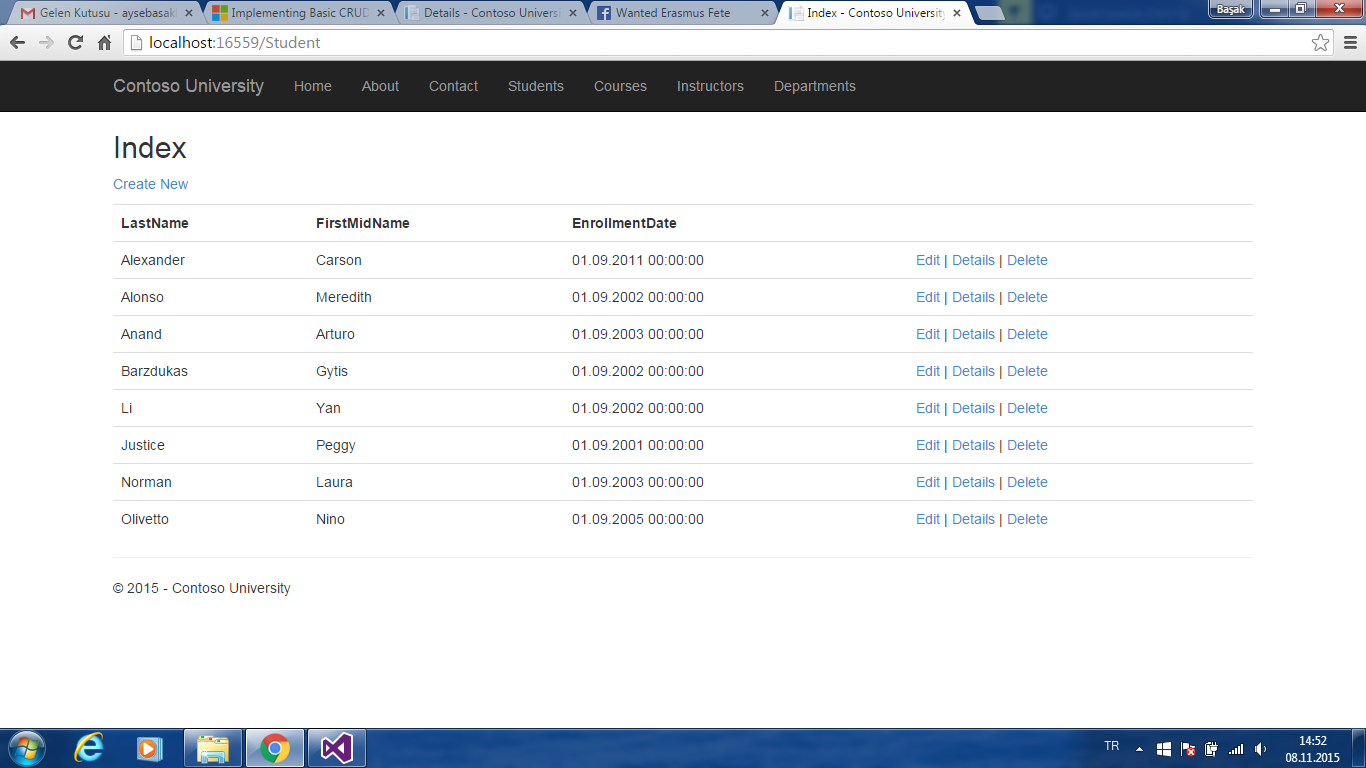 Gelen Kutusu - aysebasak
Implementing Basic CRUD
Details - Contoso Universi
Wanted Erasmus Fete
Index - Contoso University
Başak
localhost:16559/Student
Contoso University Home About Contact Students Courses Instructors Departments
Index
Create New
LastName FirstMidName EnrollmentDate
Alexander Carson 01.09.2011 00:00:00 Edit | Details | Delete
Alonso Meredith 01.09.2002 00:00:00 Edit | Details | Delete
Anand Arturo 01.09.2003 00:00:00 Edit | Details | Delete
Barzdukas Gytis 01.09.2002 00:00:00 Edit | Details | Delete
Li Yan 01.09.2002 00:00:00 Edit | Details | Delete
Justice Peggy 01.09.2001 00:00:00 Edit | Details | Delete
Norman Laura 01.09.2003 00:00:00 Edit | Details | Delete
Olivetto Nino 01.09.2005 00:00:00 Edit | Details | Delete
© 2015 - Contoso University
TR
14:52
08.11.2015